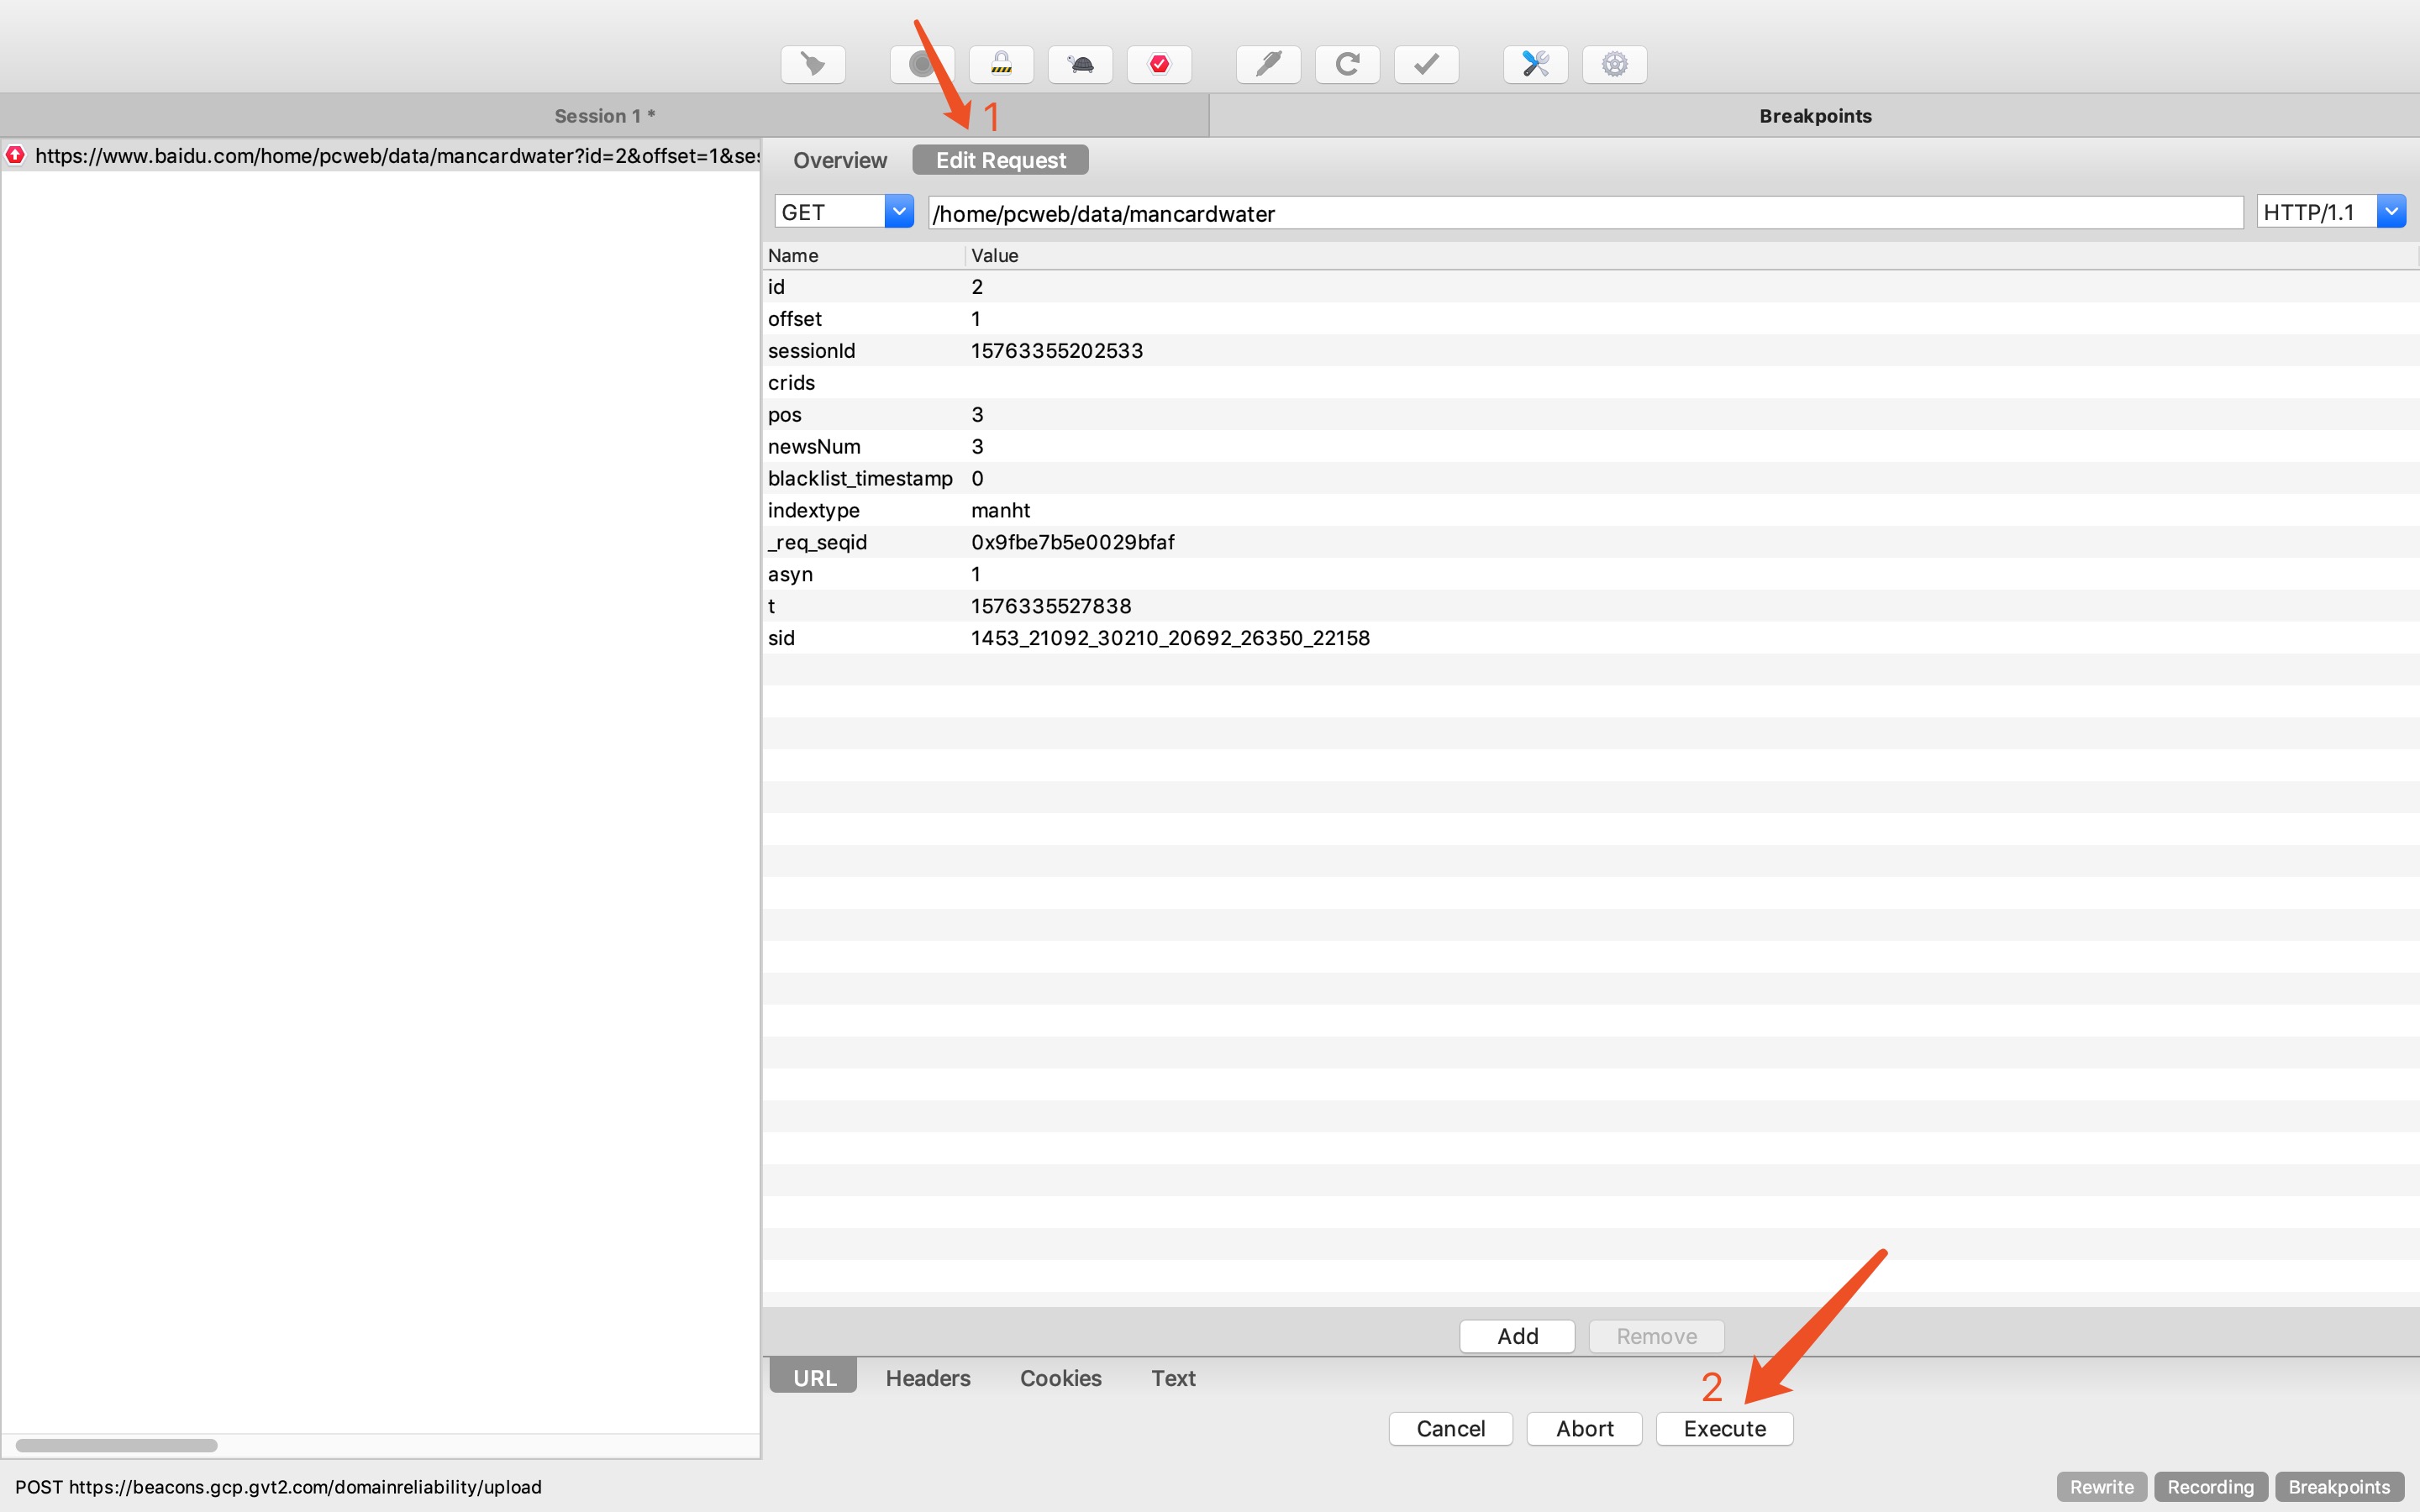 1
Session 1 *
Breakpoints
https://www.baidu.com/home/pcweb/data/mancardwater?id=2&offset=1&ses
Overview
Edit Request
GET
/home/pcweb/data/mancardwater
HTTP/1.1
Name Value
id 2
offset 1
sessionId 15763355202533
crids
pos 3
newsNum 3
blacklist_timestamp 0
indextype manht
_req_seqid 0x9fbe7b5e0029bfaf
asyn 1
t 1576335527838
sid 1453_21092_30210_20692_26350_22158
Add Remove
URL Headers Cookies Text
2
Cancel Abort Execute
POST https://beacons.gcp.gvt2.com/domainreliability/upload
Rewrite Recording Breakpoints